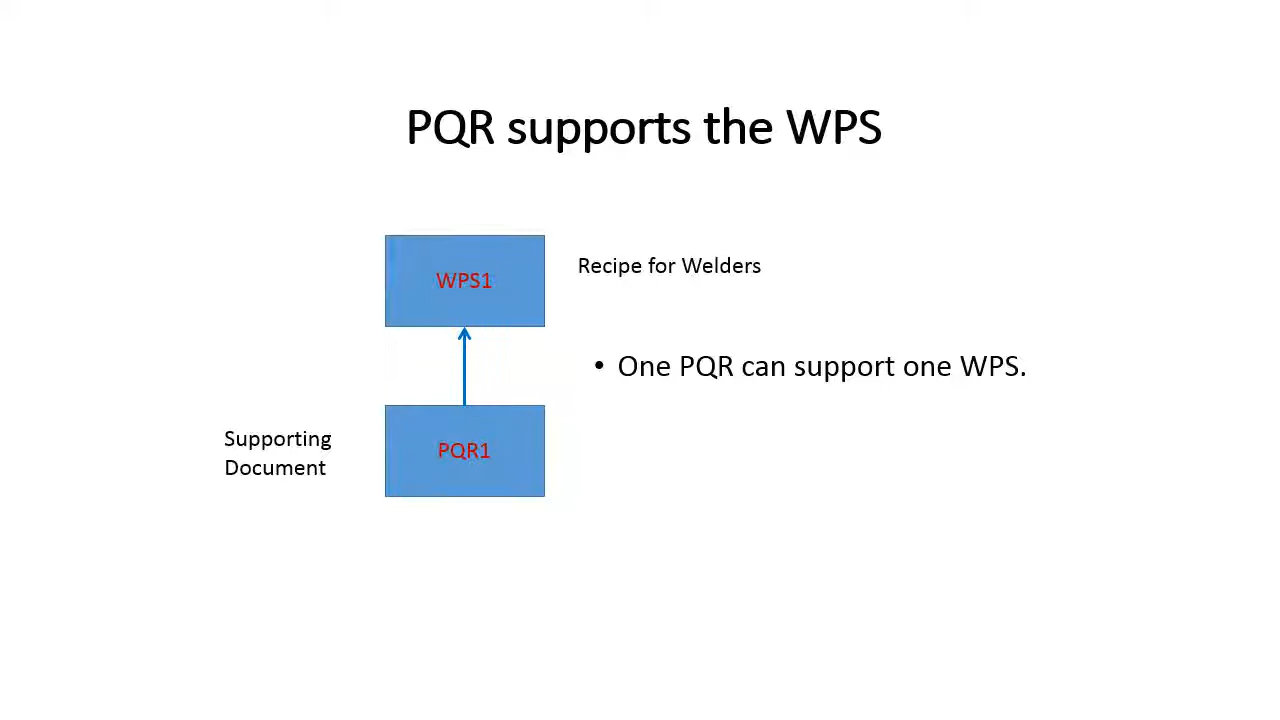 PQR supports the WPS
WPS1
Recipe for Welders
• One PQR can support one WPS.
Supporting
Document
PQR1